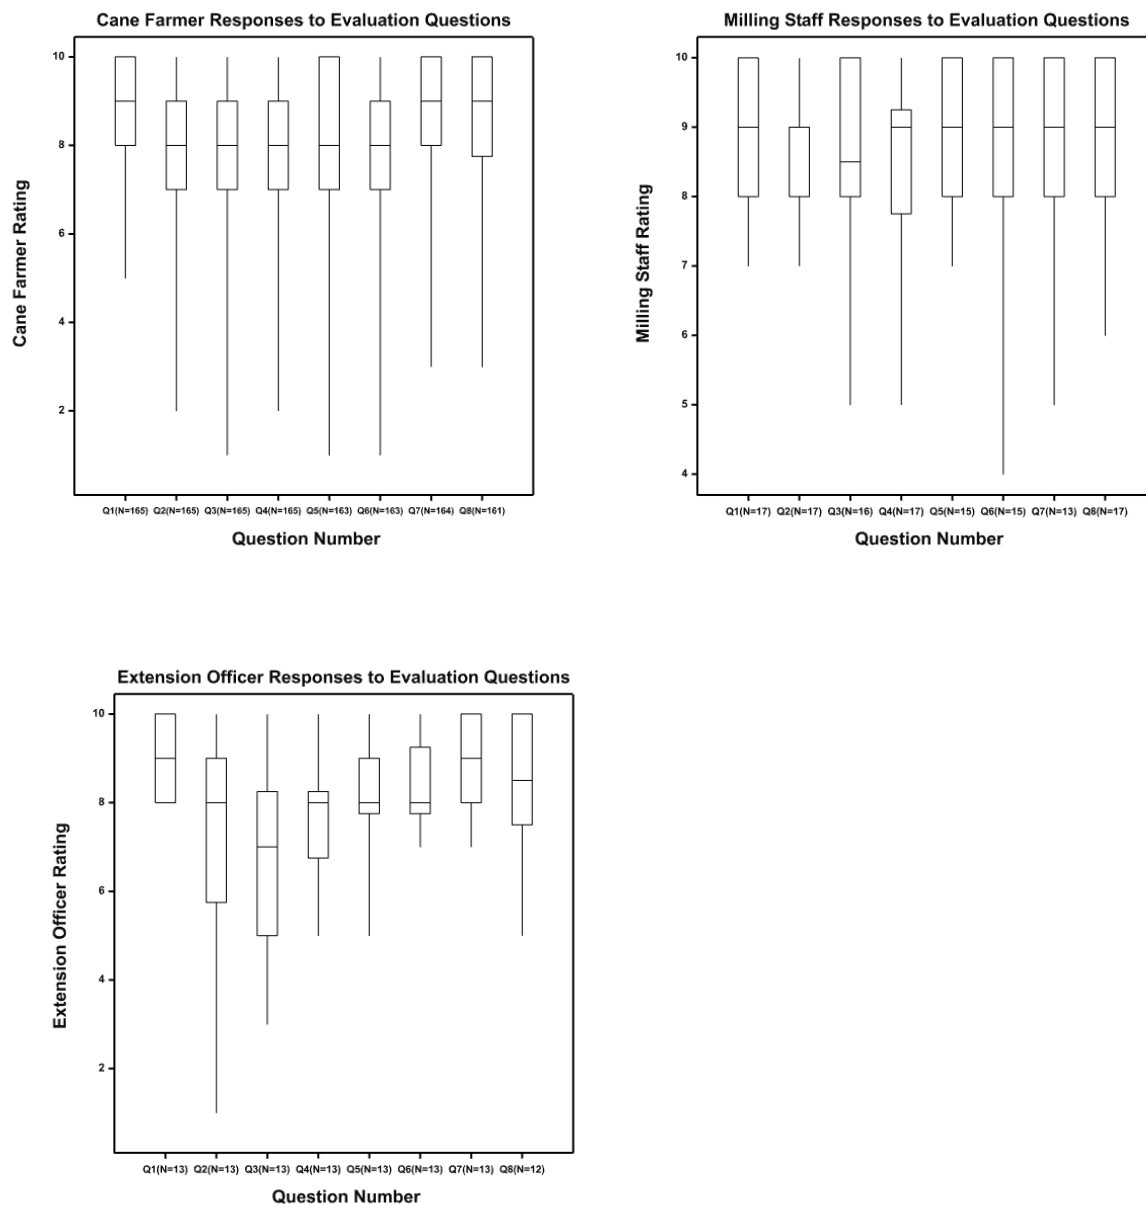 Cane Farmer Responses to Evaluation Questions
10
8
6
4
2
Cane Farmer Rating
Q1(N=165) Q2(N=165) Q3(N=165) Q4(N=165) Q5(N=163) Q6(N=163) Q7(N=164) Q8(N=161)
Question Number
Milling Staff Responses to Evaluation Questions
10
9
8
7
6
5
4
Milling Staff Rating
Q1(N=17) Q2(N=17) Q3(N=16) Q4(N=17) Q5(N=15) Q6(N=15) Q7(N=13) Q8(N=17)
Question Number
Extension Officer Responses to Evaluation Questions
10
8
6
4
2
Extension Officer Rating
Q1(N=13) Q2(N=13) Q3(N=13) Q4(N=13) Q5(N=13) Q6(N=13) Q7(N=13) Q8(N=12)
Question Number